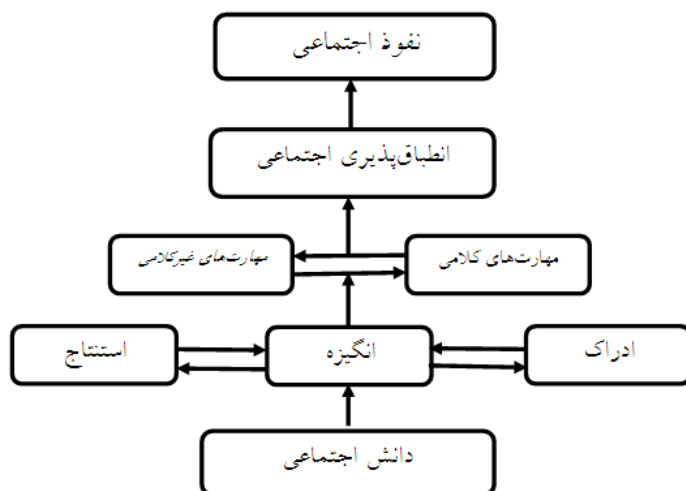 نفوذ اجتماعی
انطباق‌پذیری اجتماعی
مهارت‌های کلامی
مهارت‌های غیرکلامی
ادراک
انگیزه
استنتاج
دانش اجتماعی